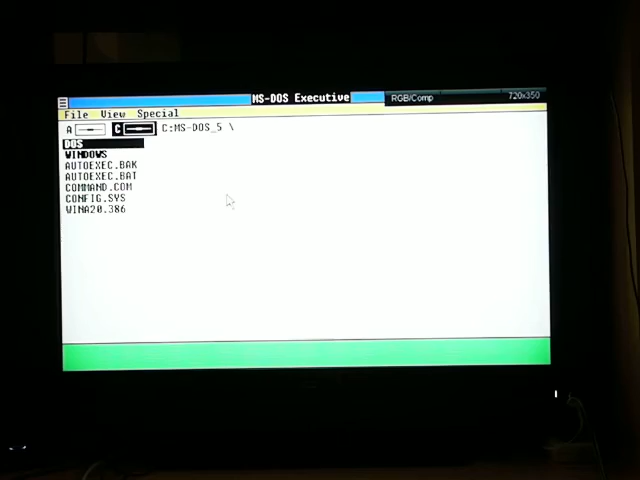 MS-DOS Executive
RGB/Comp 720x350
File View Special
A C C:MS-DOS_5 \
DOS
WINDOWS
AUTOEXEC.BAK
AUTOEXEC.BAT
COMMAND.COM
CONFIG.SYS
WINA20.386